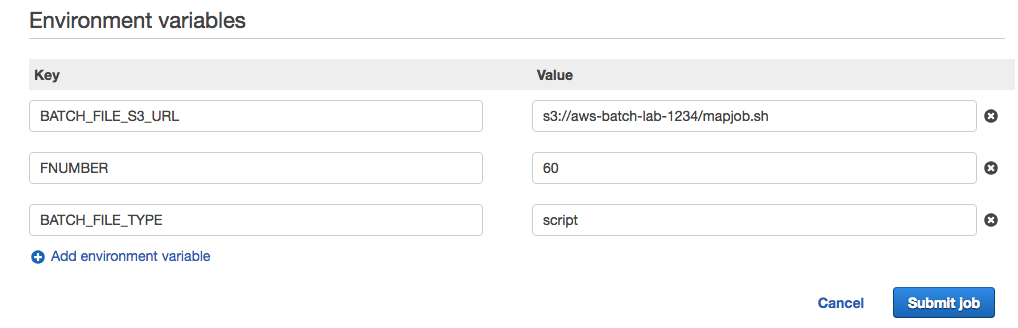 Environment variables
Key Value
BATCH_FILE_S3_URL s3://aws-batch-lab-1234/mapjob.sh
FNUMBER 60
BATCH_FILE_TYPE script
Add environment variable
Cancel Submit job